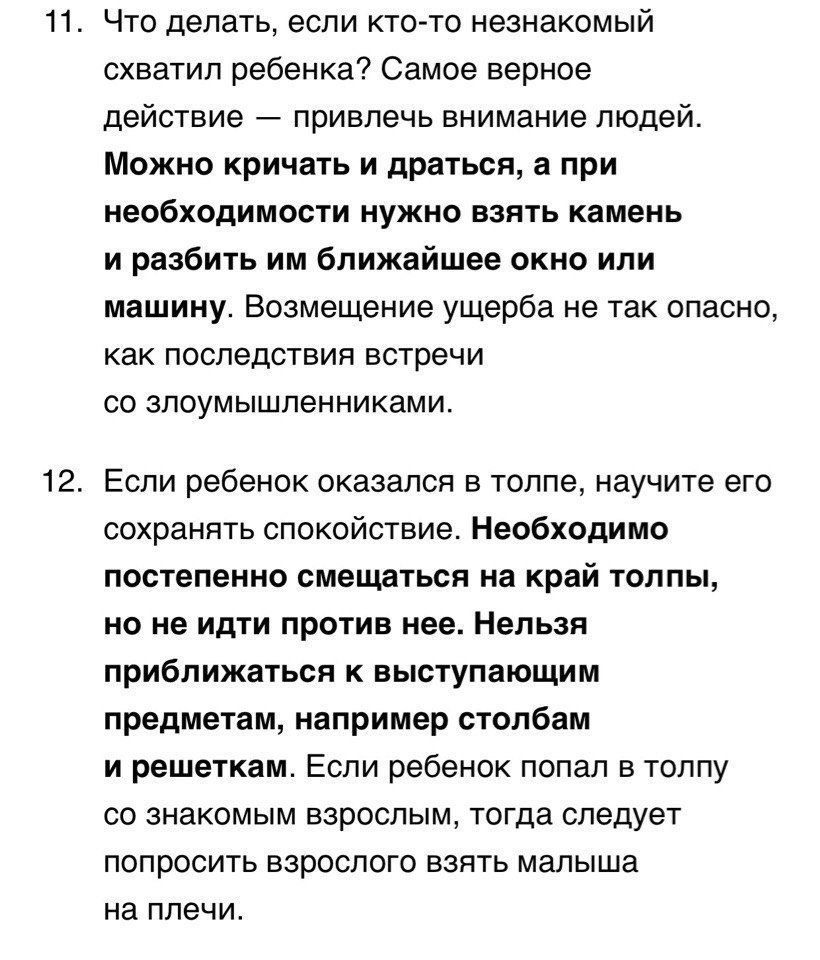 11. Что делать, если кто-то незнакомый
схватил ребенка? Самое верное
действие — привлечь внимание людей.
Можно кричать и драться, а при
необходимости нужно взять камень
и разбить им ближайшее окно или
машину. Возмещение ущерба не так опасно,
как последствия встречи
со злоумышленниками.
12. Если ребенок оказался в толпе, научите его
сохранять спокойствие. Необходимо
постепенно смещаться на край толпы,
но не идти против нее. Нельзя
приближаться к выступающим
предметам, например столбам
и решеткам. Если ребенок попал в толпу
со знакомым взрослым, тогда следует
попросить взрослого взять малыша
на плечи.